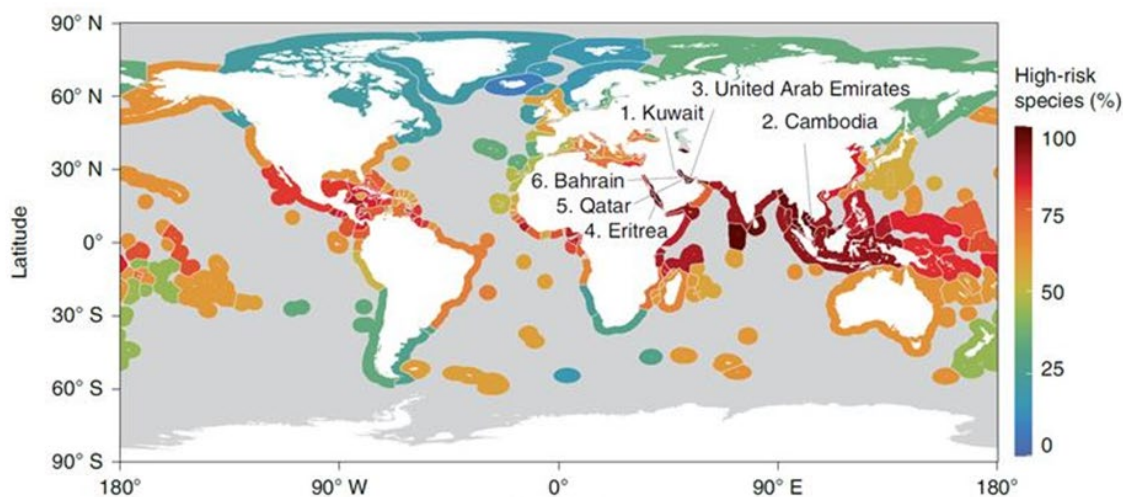 90° N
60° N
30° N
0°
30° S
60° S
90° S
Latitude
180°
90° W
0°
90° E
180°
3. United Arab Emirates
1. Kuwait
2. Cambodia
6. Bahrain
5. Qatar
4. Eritrea
High-risk
species (%)
100
75
50
25
0